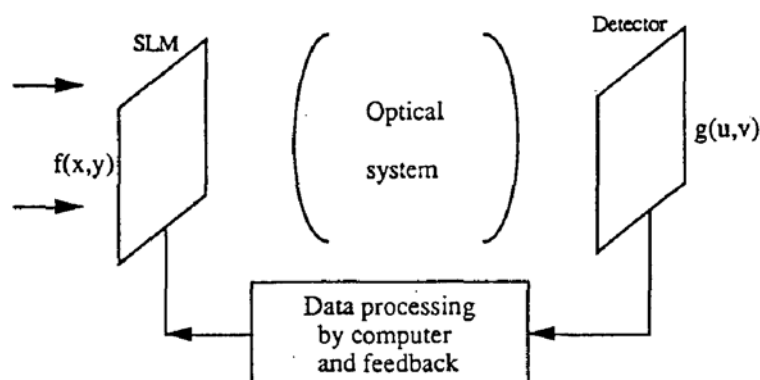 SLM
Detector
Optical
system
f(x,y)
g(u,v)
Data processing
by computer
and feedback